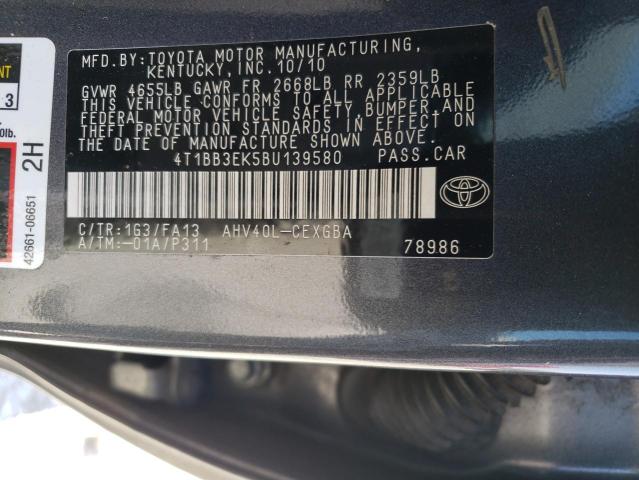 MFD. BY: TOYOTA MOTOR MANUFACTURING,
KENTUCKY, INC. 10/10
GVWR 4655LB GAWR FR 2668LB RR 2359LB
THIS VEHICLE CONFORMS TO ALL APPLICABLE
FEDERAL MOTOR VEHICLE SAFETY, BUMPER, AND
THEFT PREVENTION STANDARDS IN EFFECT ON
THE DATE OF MANUFACTURE SHOWN ABOVE.
4T1BB3EK5BU139580 PASS.CAR
C/TR:1G3/FA13 AHV40L-CEXGBA
A/TM:-01A/P311 78986
3
0lb.
2H
42661-06651